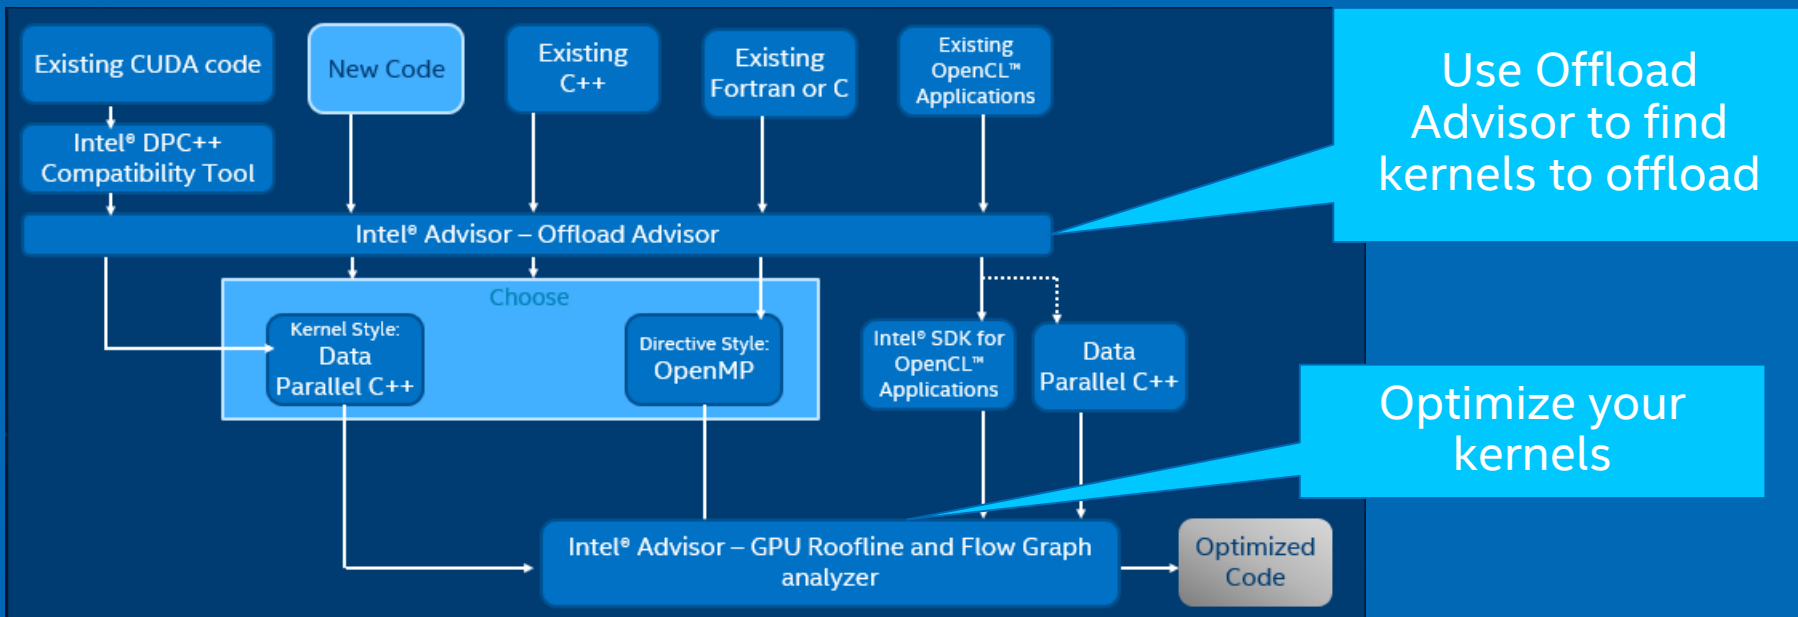 Existing CUDA code
New Code
Existing
C++
Existing
Fortran or C
Existing
OpenCL™
Applications
Use Offload
Advisor to find
kernels to offload
Intel® DPC++
Compatibility Tool
Intel® Advisor – Offload Advisor
Choose
Kernel Style:
Data
Parallel C++
Directive Style:
OpenMP
Intel® SDK for
OpenCL™
Applications
Data
Parallel C++
Optimize your
kernels
Intel® Advisor – GPU Roofline and Flow Graph
analyzer
Optimized
Code